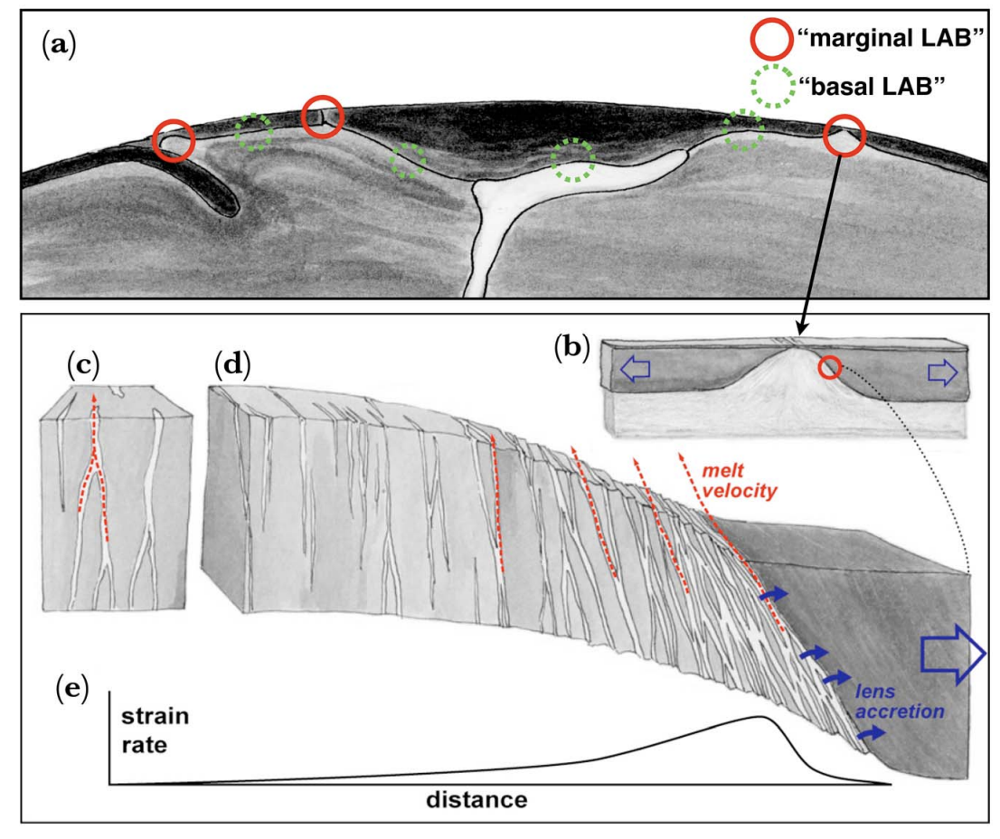 (a)
“marginal LAB”
“basal LAB”
(b)
(c)
(d)
melt
velocity
lens
accretion
(e)
strain
rate
distance